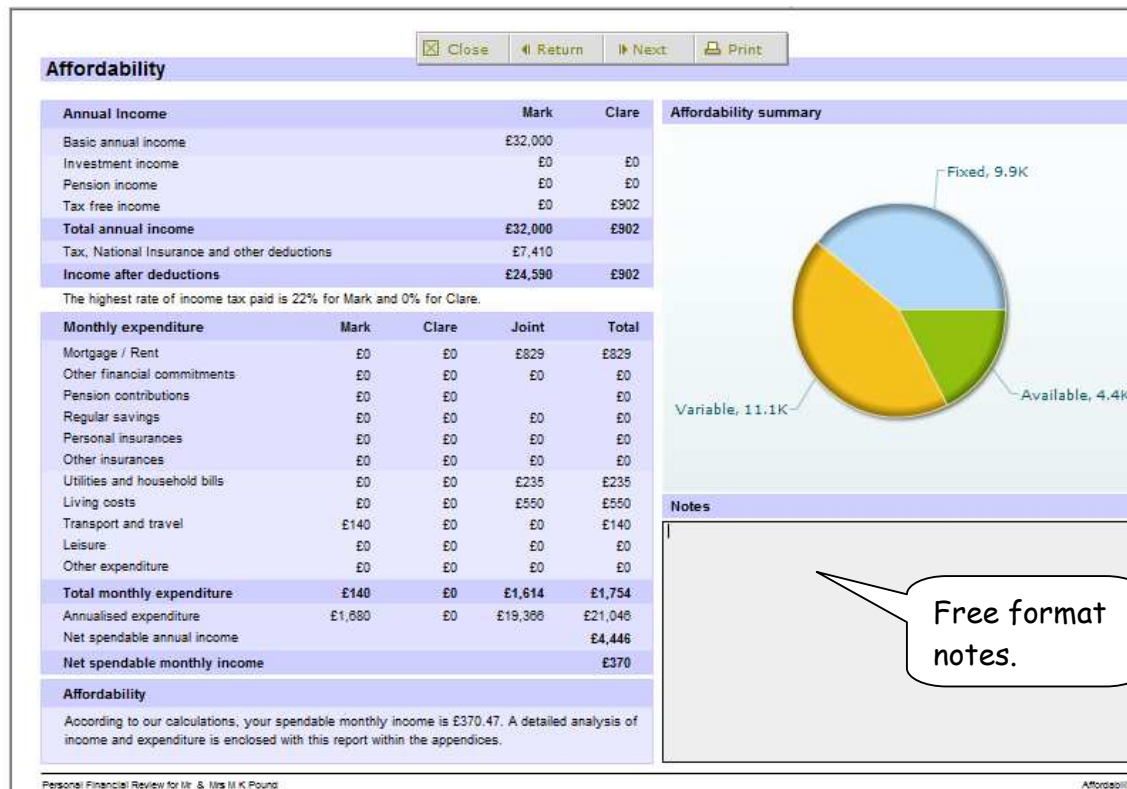 Close Return Next Print
Affordability
Annual Income Mark Clare
Basic annual income £32,000
Investment income £0 £0
Pension income £0 £0
Tax free income £0 £902
Total annual income £32,000 £902
Tax, National Insurance and other deductions £7,410
Income after deductions £24,590 £902
The highest rate of income tax paid is 22% for Mark and 0% for Clare.
Monthly expenditure Mark Clare Joint Total
Mortgage / Rent £0 £0 £829 £829
Other financial commitments £0 £0 £0 £0
Pension contributions £0 £0 £0
Regular savings £0 £0 £0 £0
Personal insurances £0 £0 £0 £0
Other insurances £0 £0 £0 £0
Utilities and household bills £0 £0 £235 £235
Living costs £0 £0 £550 £550
Transport and travel £140 £0 £0 £140
Leisure £0 £0 £0 £0
Other expenditure £0 £0 £0 £0
Total monthly expenditure £140 £0 £1,614 £1,754
Annualised expenditure £1,680 £0 £19,366 £21,046
Net spendable annual income £4,446
Net spendable monthly income £370
Affordability
According to our calculations, your spendable monthly income is £370.47. A detailed analysis of
income and expenditure is enclosed with this report within the appendices.
Affordability summary
Fixed, 9.9K
Variable, 11.1K
Available, 4.4K
Notes
Free format
notes.
Personal Financial Review for Mr & Mrs M K Pound
Affordabili